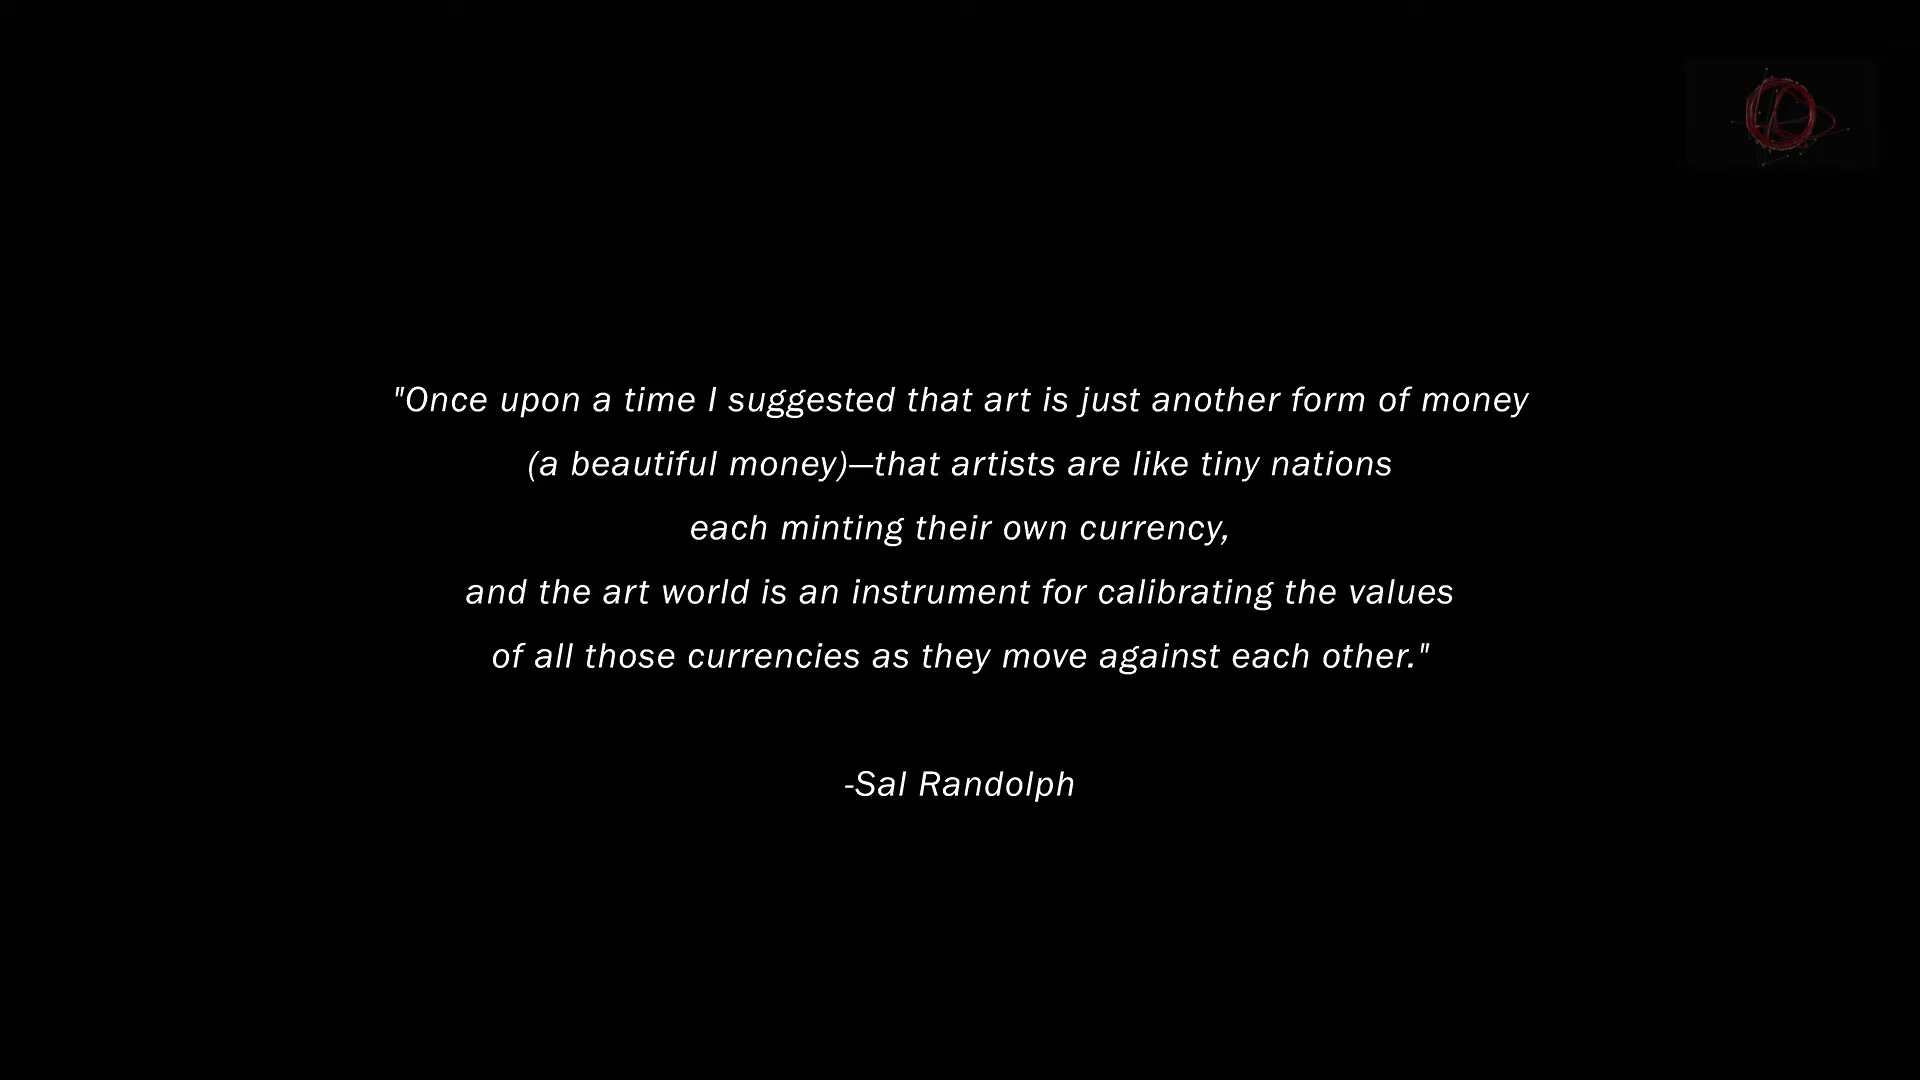 "Once upon a time I suggested that art is just another form of money
(a beautiful money)—that artists are like tiny nations
each minting their own currency,
and the art world is an instrument for calibrating the values
of all those currencies as they move against each other."
-Sal Randolph